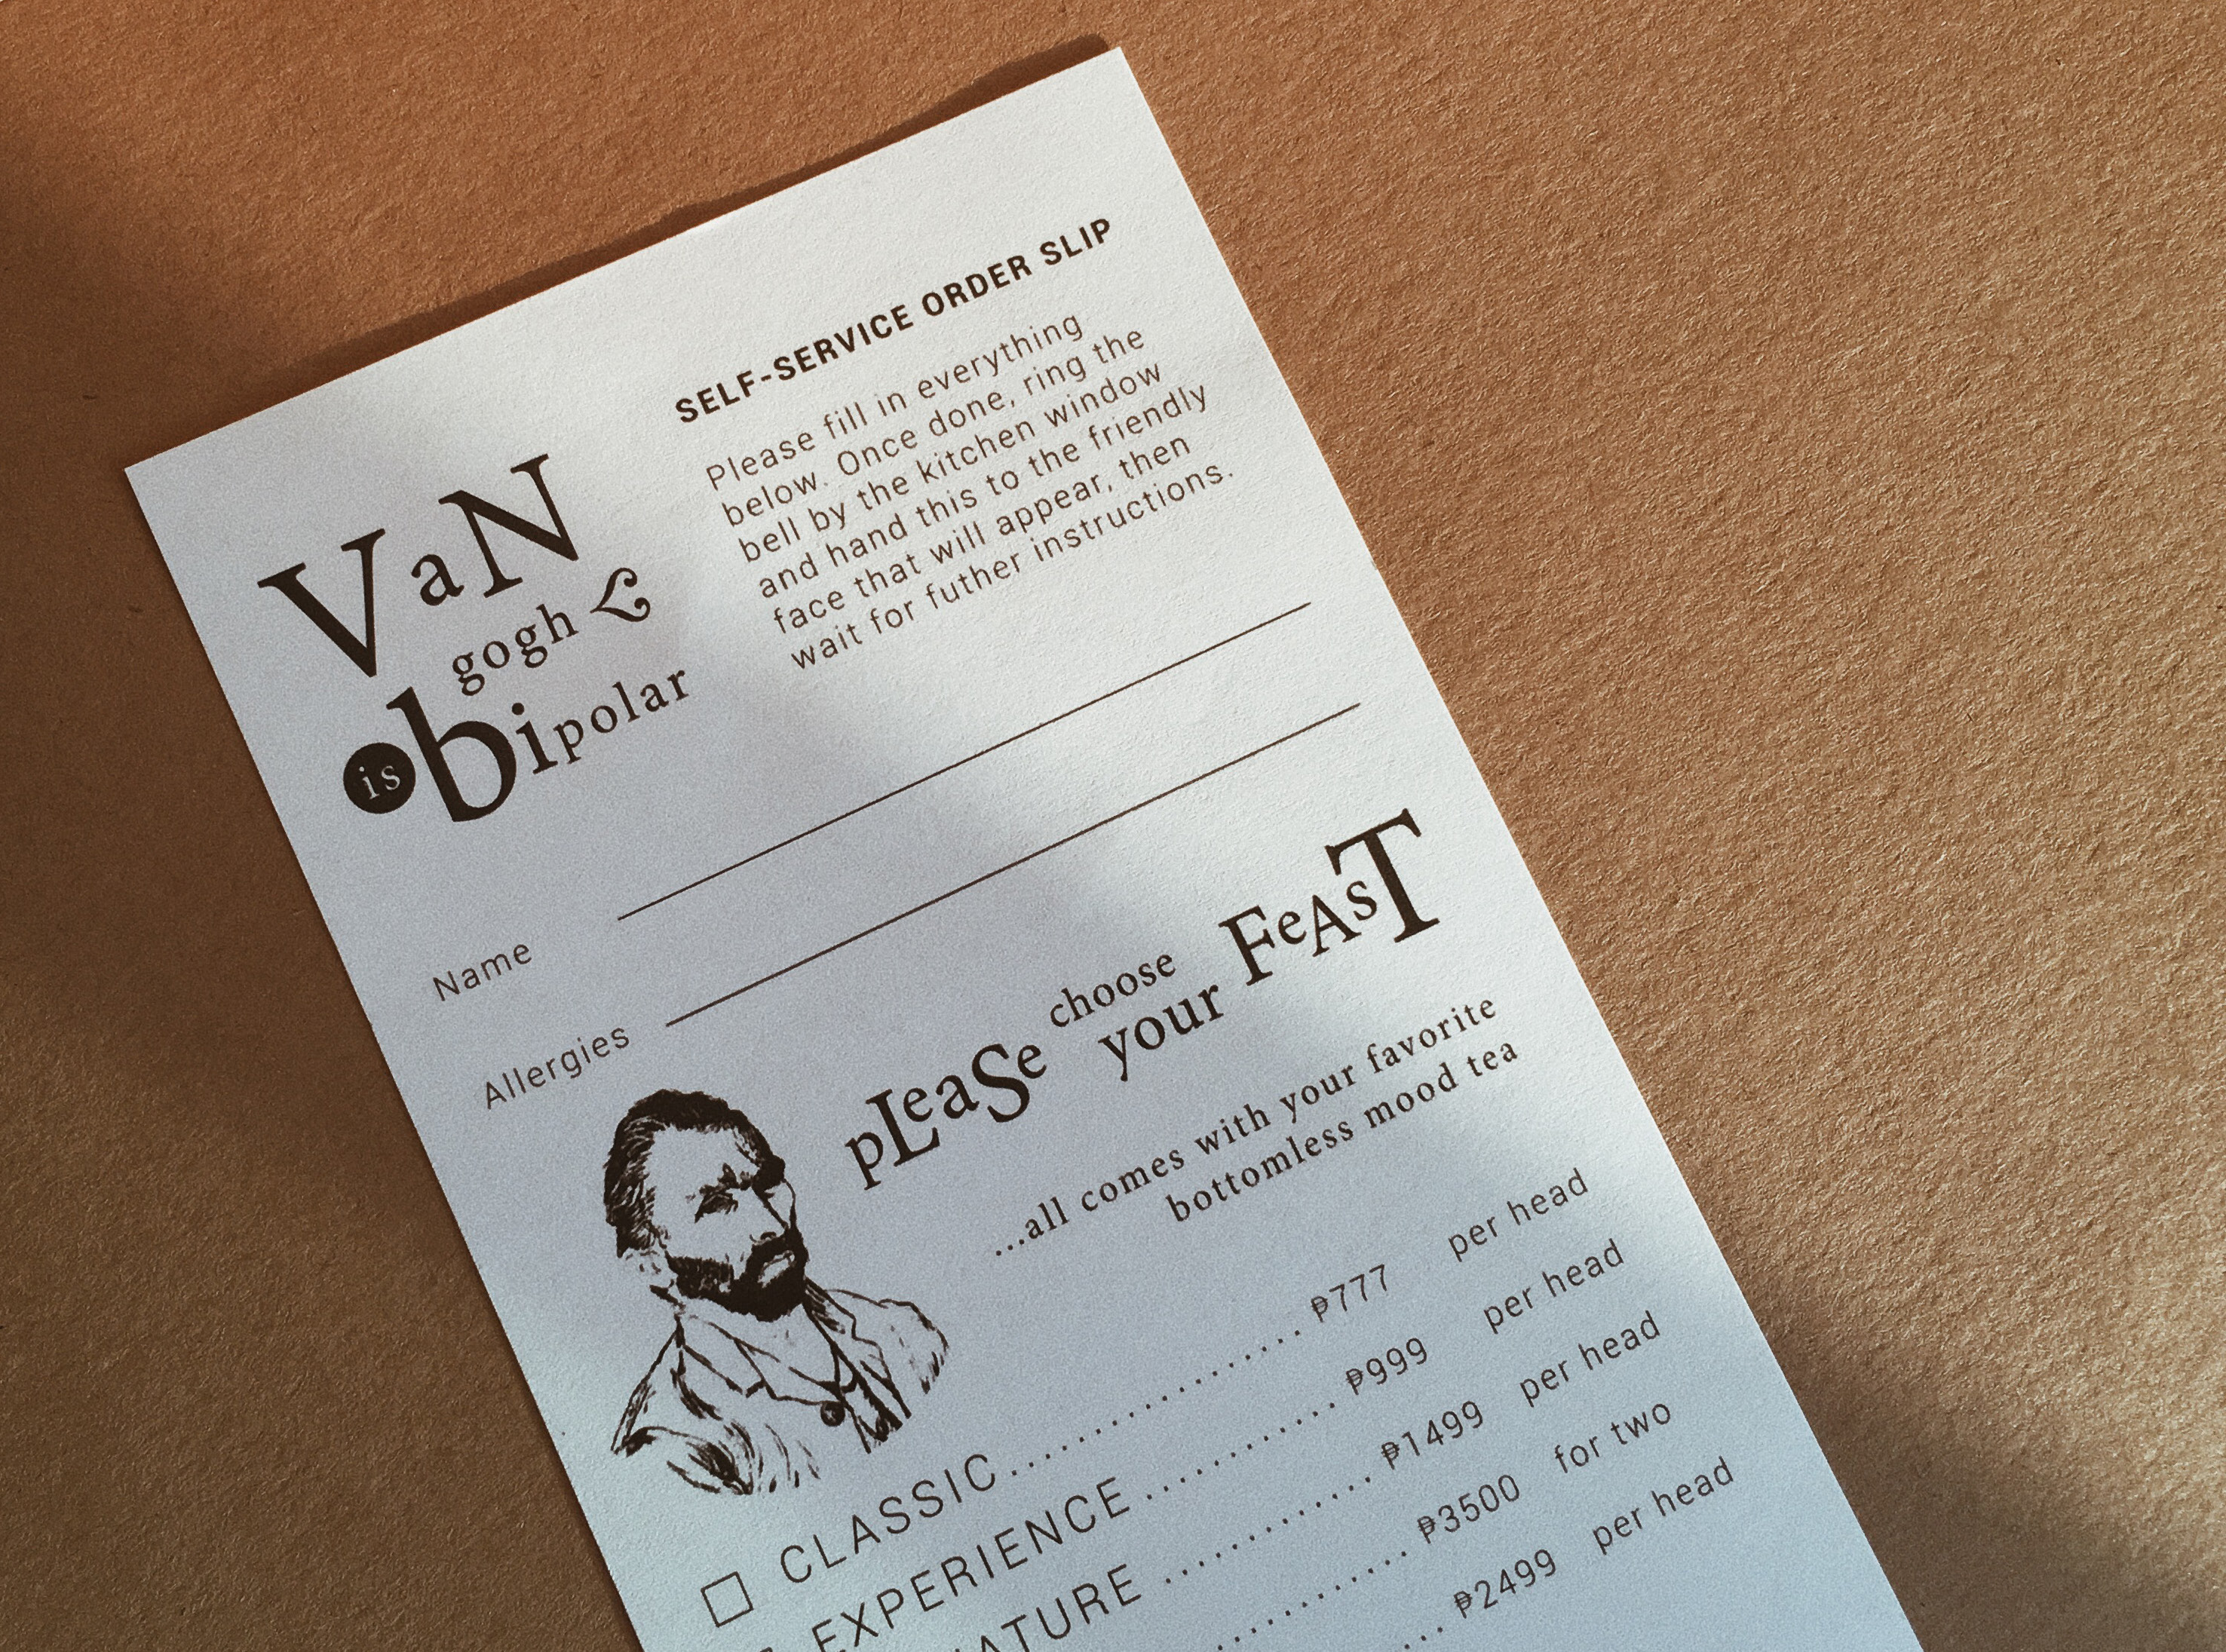 VaN
gogh
is bipolar
SELF-SERVICE ORDER SLIP
Please fill in everything
below. Once done, ring the
bell by the kitchen window
and hand this to the friendly
face that will appear, then
wait for futher instructions.
Name
Allergies
pLeaSe choose your FeAsT
...all comes with your favorite
bottomless mood tea
CLASSIC ₱777 per head
EXPERIENCE ₱999 per head
₱1499 per head
₱3500 for two
₱2499 per head